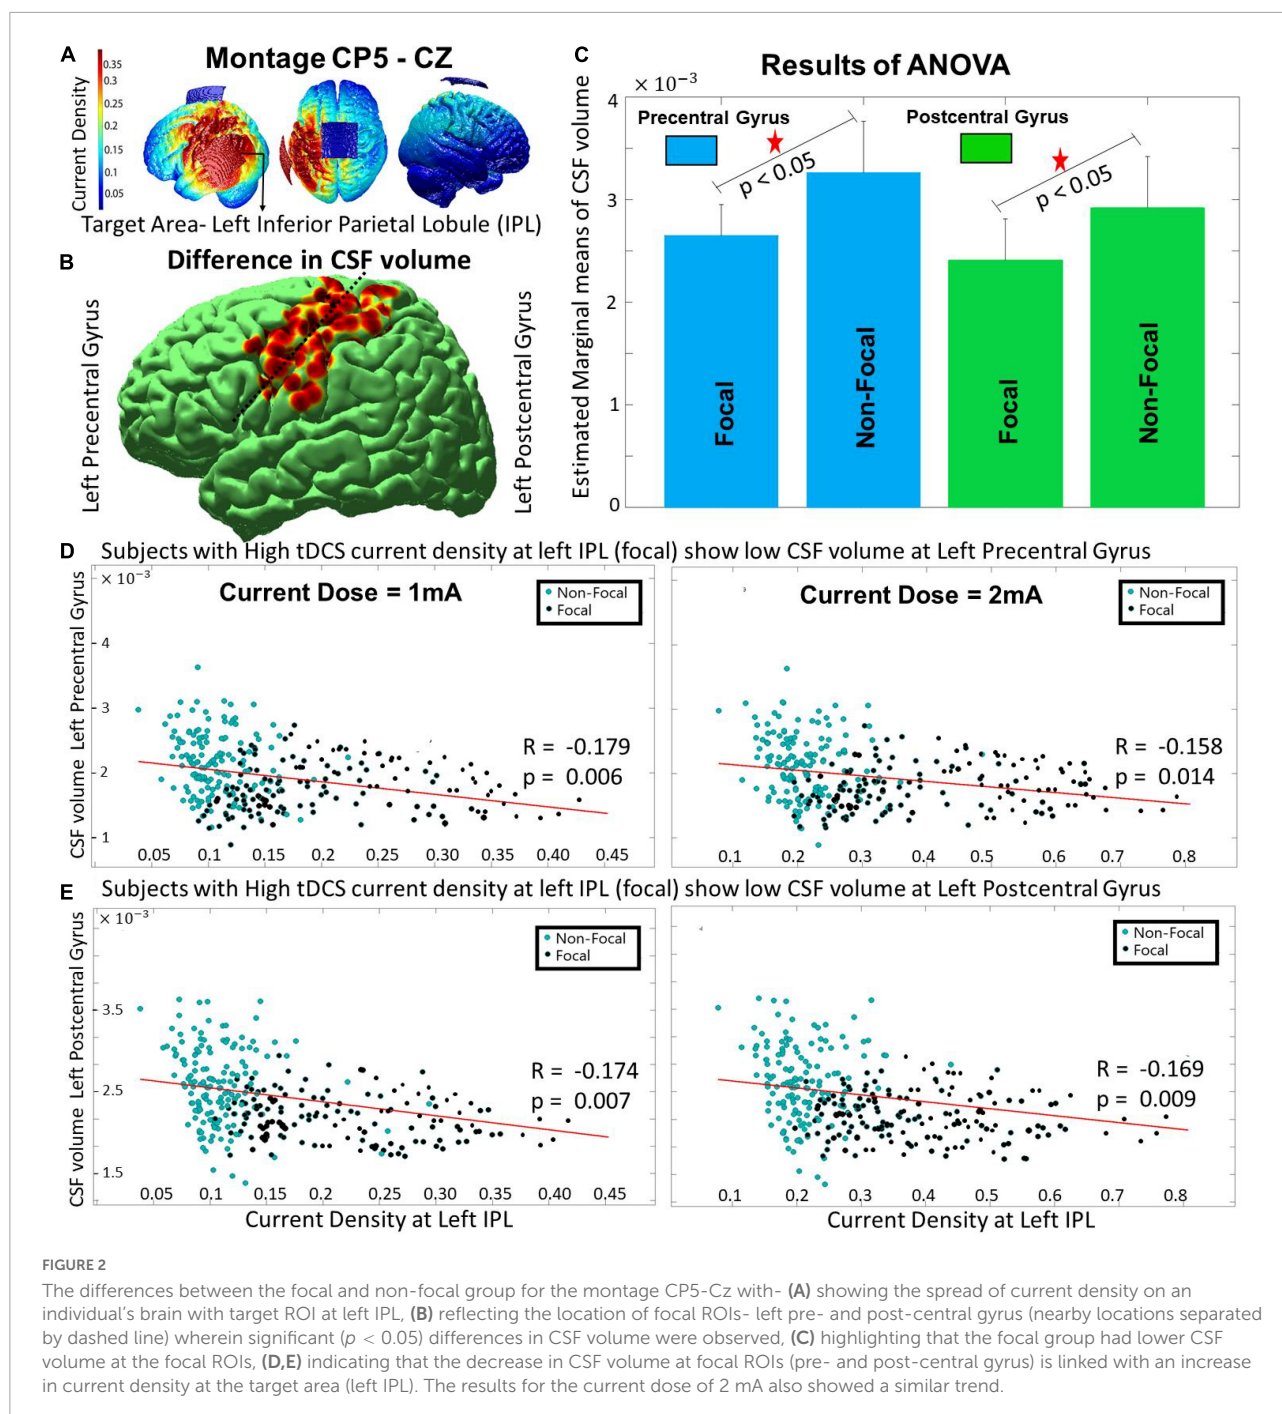 A
Montage CP5 - CZ
Current Density
0.35
0.3
0.25
0.2
0.15
0.1
0.05
Target Area- Left Inferior Parietal Lobule (IPL)
B
Difference in CSF volume
Left Precentral Gyrus
Left Postcentral Gyrus
C
Results of ANOVA
× 10⁻³
Estimated Marginal means of CSF volume
4
3
2
1
0
Precentral Gyrus
Postcentral Gyrus
p < 0.05
p < 0.05
Focal
Non-Focal
Focal
Non-Focal
D Subjects with High tDCS current density at left IPL (focal) show low CSF volume at Left Precentral Gyrus
× 10⁻³
Current Dose = 1mA
Non-Focal
Focal
CSF volume Left Precentral Gyrus
4
3
2
1
R = -0.179
p = 0.006
0.05 0.1 0.15 0.2 0.25 0.30 0.35 0.40 0.45
Current Dose = 2mA
Non-Focal
Focal
R = -0.158
p = 0.014
0.1 0.2 0.3 0.4 0.5 0.6 0.7 0.8
E Subjects with High tDCS current density at left IPL (focal) show low CSF volume at Left Postcentral Gyrus
× 10⁻³
Non-Focal
Focal
CSF volume Left Postcentral Gyrus
3.5
2.5
1.5
R = -0.174
p = 0.007
0.05 0.1 0.15 0.2 0.25 0.30 0.35 0.40 0.45
Current Density at Left IPL
Non-Focal
Focal
R = -0.169
p = 0.009
0.1 0.2 0.3 0.4 0.5 0.6 0.7 0.8
Current Density at Left IPL
FIGURE 2
The differences between the focal and non-focal group for the montage CP5-Cz with- (A) showing the spread of current density on an
individual's brain with target ROI at left IPL, (B) reflecting the location of focal ROIs- left pre- and post-central gyrus (nearby locations separated
by dashed line) wherein significant (p < 0.05) differences in CSF volume were observed, (C) highlighting that the focal group had lower CSF
volume at the focal ROIs, (D,E) indicating that the decrease in CSF volume at focal ROIs (pre- and post-central gyrus) is linked with an increase
in current density at the target area (left IPL). The results for the current dose of 2 mA also showed a similar trend.